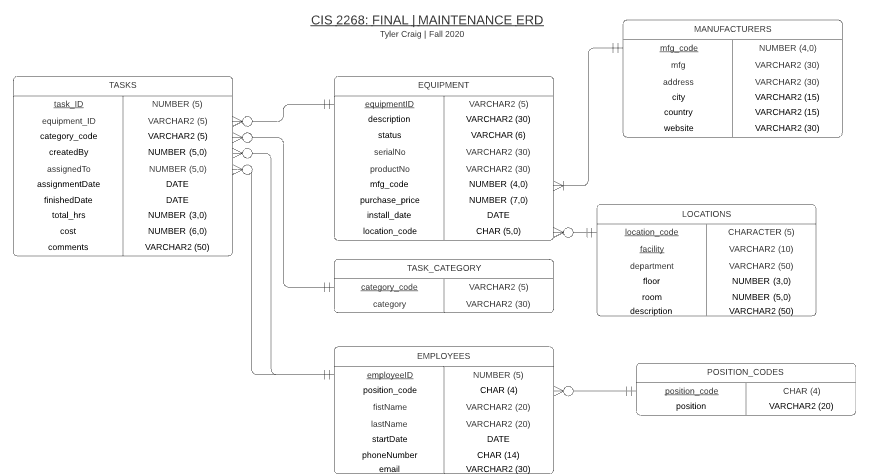 CIS 2268: FINAL | MAINTENANCE ERD
Tyler Craig | Fall 2020
TASKS
task_ID NUMBER (5)
equipment_ID VARCHAR2 (5)
category_code VARCHAR2 (5)
createdBy NUMBER (5,0)
assignedTo NUMBER (5,0)
assignmentDate DATE
finishedDate DATE
total_hrs NUMBER (3,0)
cost NUMBER (6,0)
comments VARCHAR2 (50)
EQUIPMENT
equipmentID VARCHAR2 (5)
description VARCHAR2 (30)
status VARCHAR (6)
serialNo VARCHAR2 (30)
productNo VARCHAR2 (30)
mfg_code NUMBER (4,0)
purchase_price NUMBER (7,0)
install_date DATE
location_code CHAR (5,0)
MANUFACTURERS
mfg_code NUMBER (4,0)
mfg VARCHAR2 (30)
address VARCHAR2 (30)
city VARCHAR2 (15)
country VARCHAR2 (15)
website VARCHAR2 (30)
LOCATIONS
location_code CHARACTER (5)
facility VARCHAR2 (10)
department VARCHAR2 (50)
floor NUMBER (3,0)
room NUMBER (5,0)
description VARCHAR2 (50)
TASK_CATEGORY
category_code VARCHAR2 (5)
category VARCHAR2 (30)
EMPLOYEES
employeeID NUMBER (5)
position_code CHAR (4)
fistName VARCHAR2 (20)
lastName VARCHAR2 (20)
startDate DATE
phoneNumber CHAR (14)
email VARCHAR2 (30)
POSITION_CODES
position_code CHAR (4)
position VARCHAR2 (20)